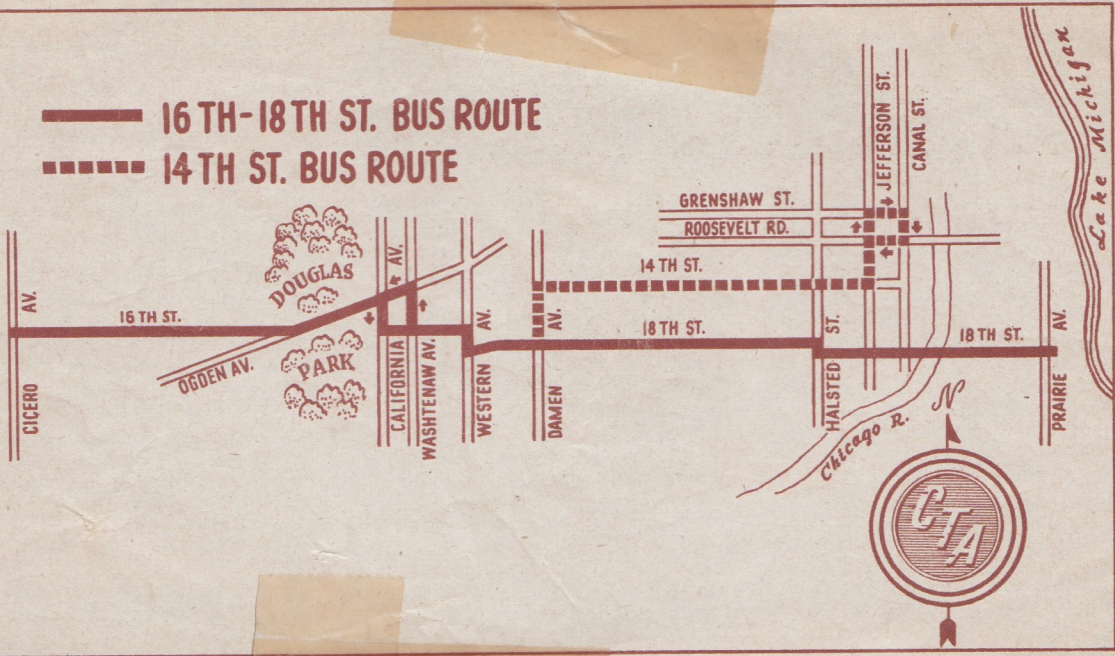 16 TH-18 TH ST. BUS ROUTE
14 TH ST. BUS ROUTE
Lake Michigan
JEFFERSON ST.
CANAL ST.
GRENSHAW ST.
ROOSEVELT RD.
DOUGLAS
PARK
AV.
14 TH ST.
16 TH ST.
18 TH ST.
18 TH ST.
OGDEN AV.
CICERO AV.
CALIFORNIA
WASHTENAW AV.
WESTERN AV.
DAMEN AV.
HALSTED ST.
PRAIRIE AV.
Chicago R.
N
CTA